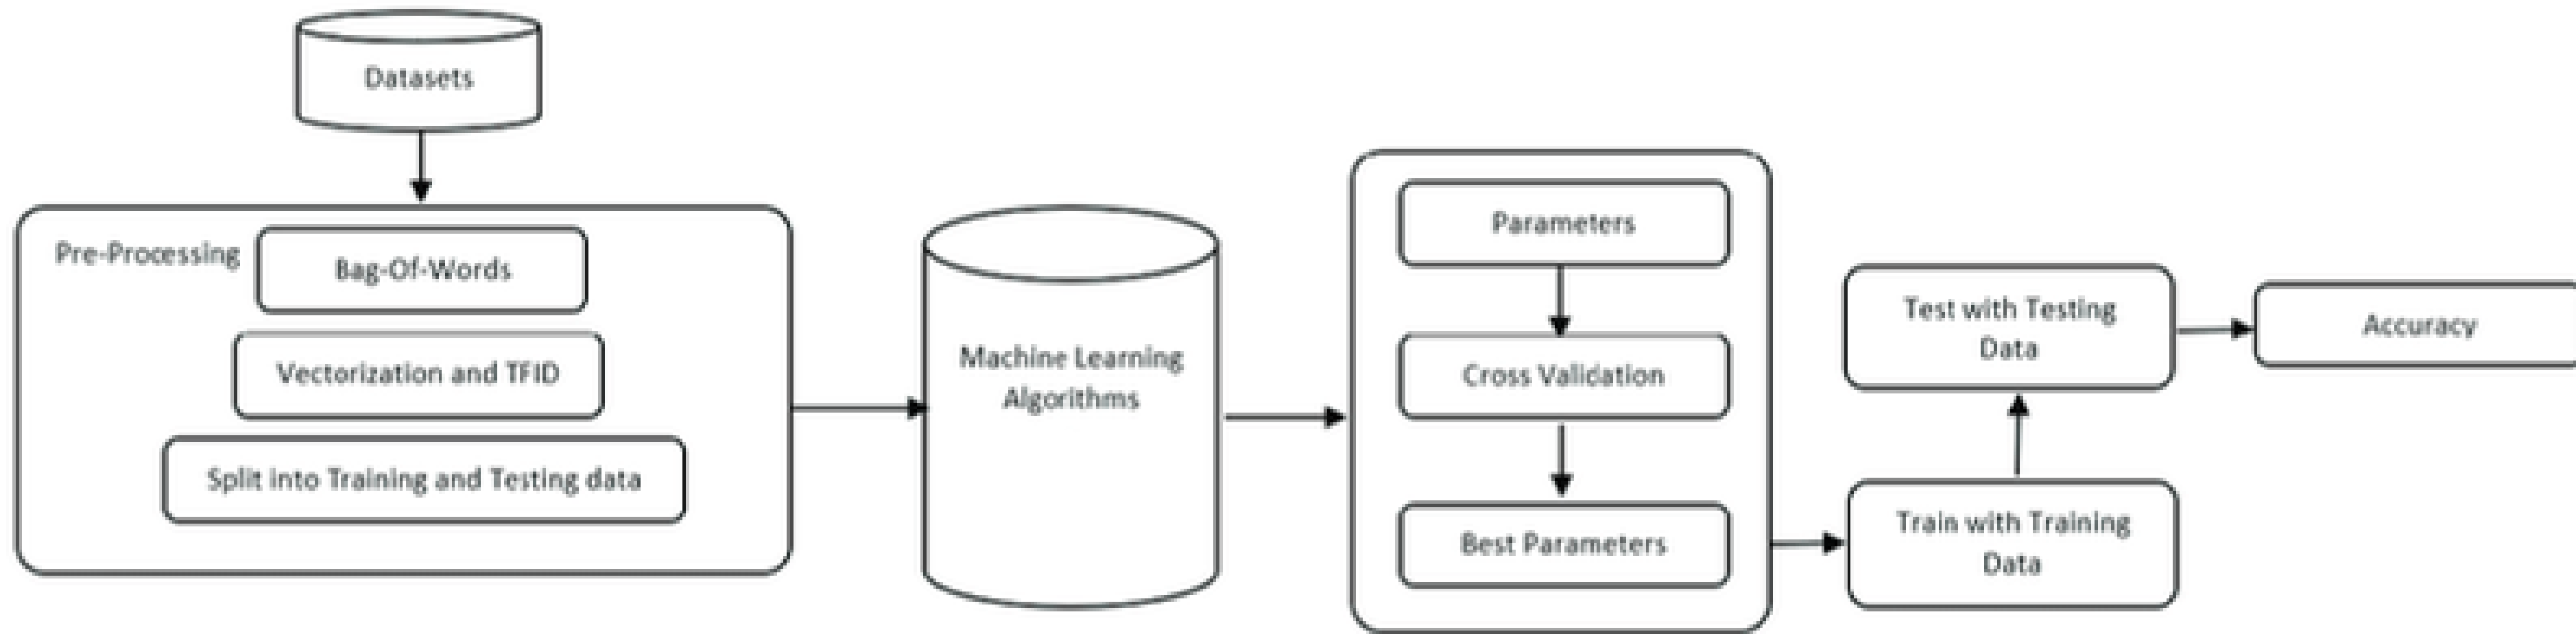 Datasets
Pre-Processing
Bag-Of-Words
Vectorization and TFID
Split into Training and Testing data
Machine Learning
Algorithms
Parameters
Cross Validation
Best Parameters
Train with Training
Data
Test with Testing
Data
Accuracy